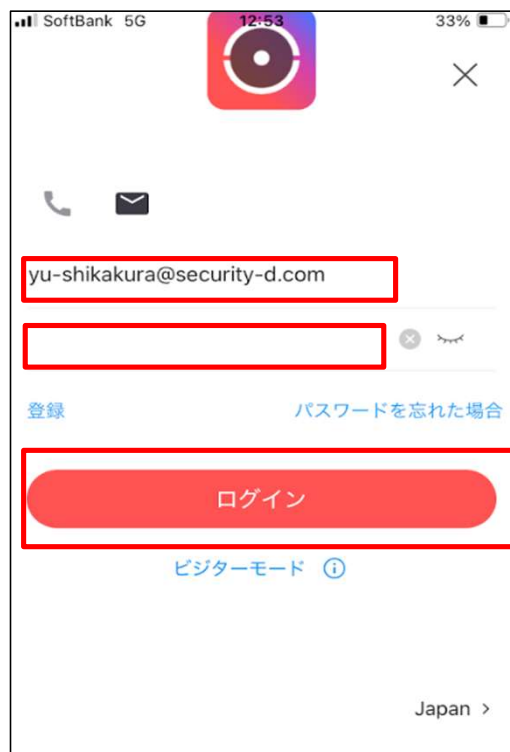 SoftBank 5G 12:53 33%
yu-shikakura@security-d.com
登録 パスワードを忘れた場合
ログイン
ビジターモード
Japan >